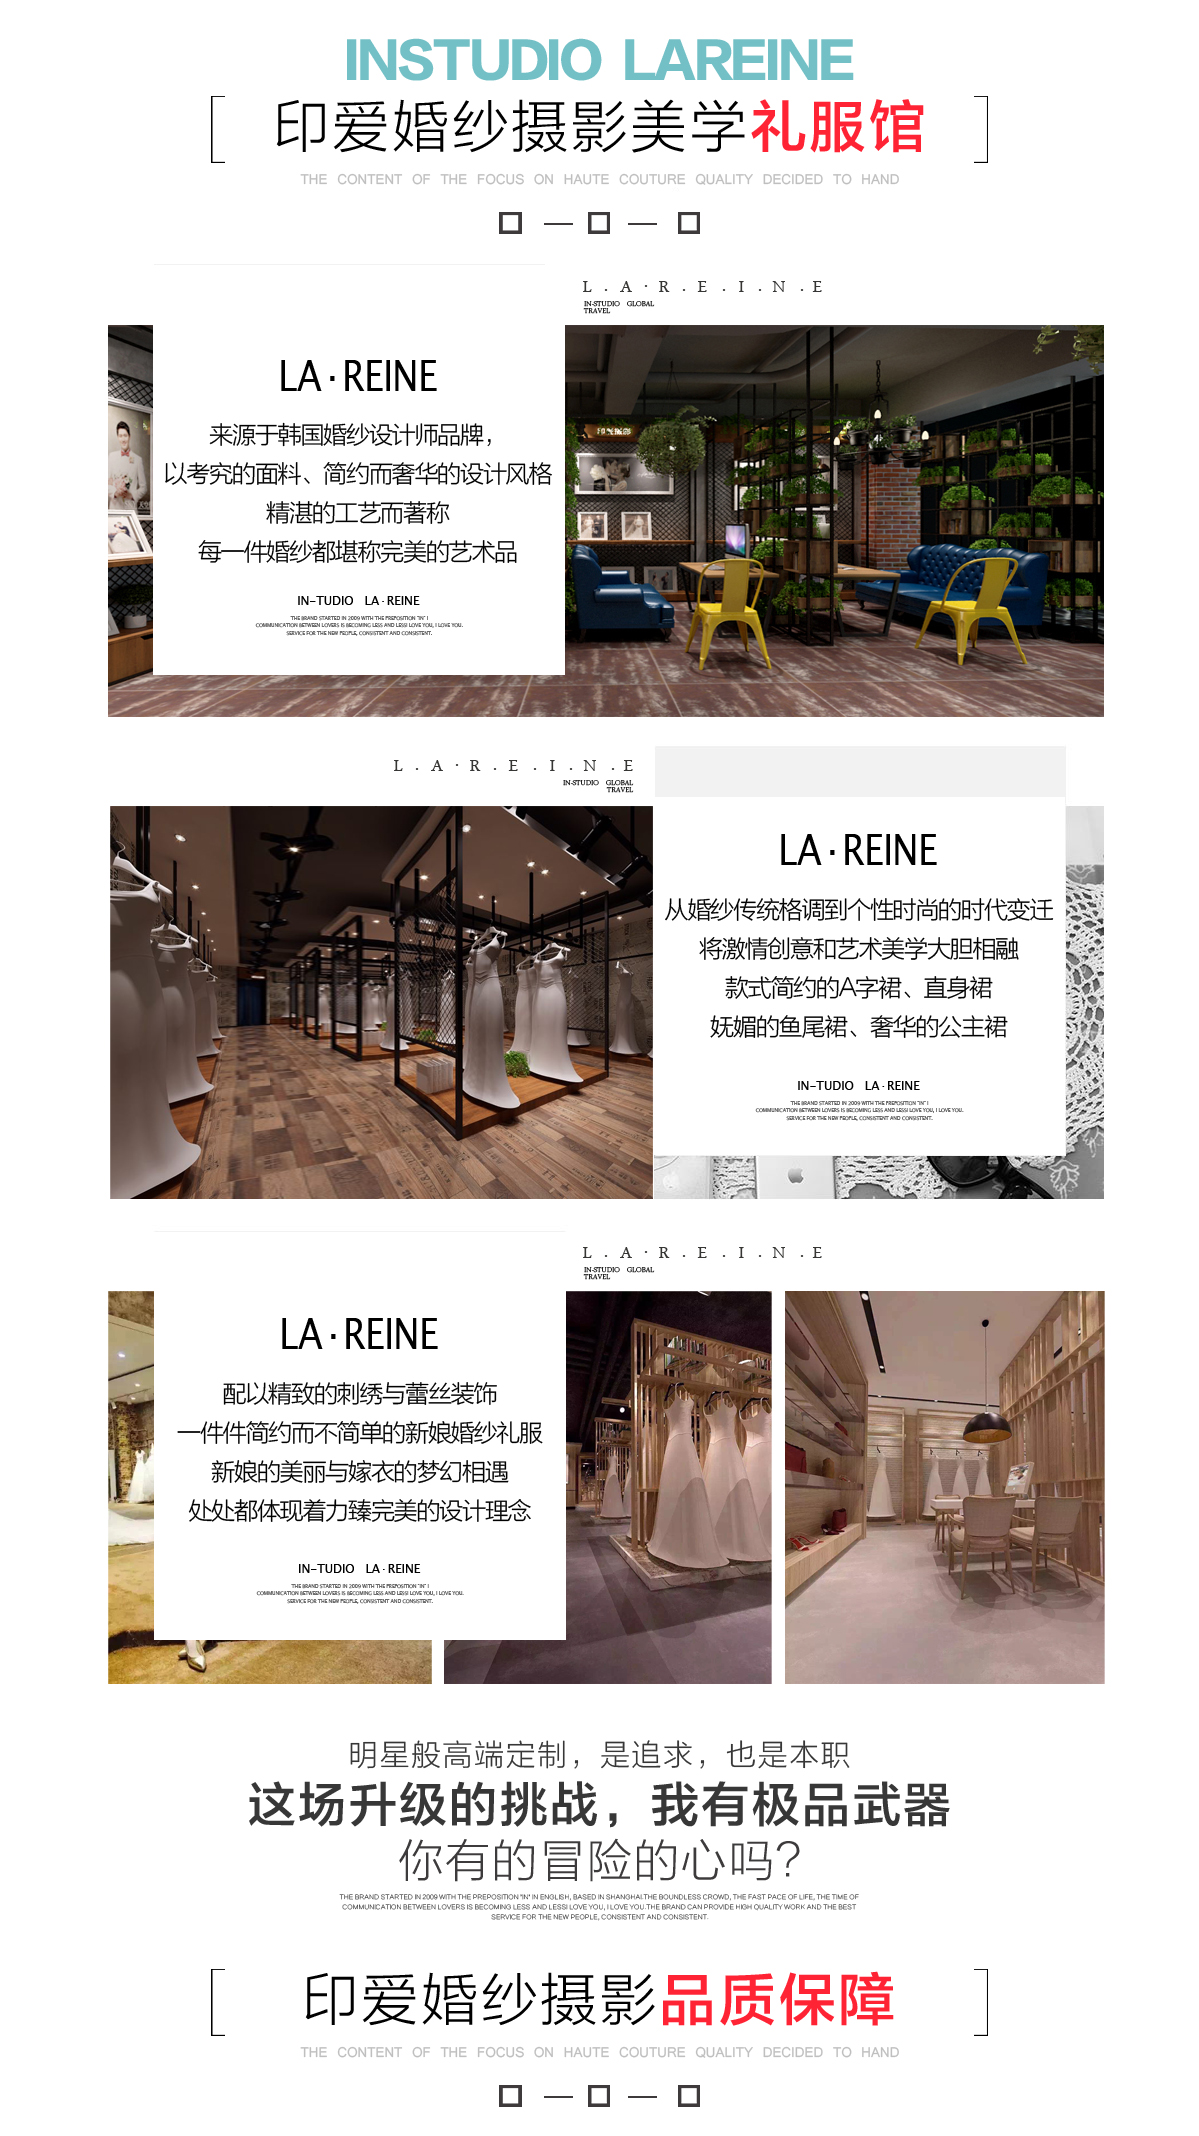 INSTUDIO LAREINE
印爱婚纱摄影美学礼服馆
THE CONTENT OF THE FOCUS ON HAUTE COUTURE QUALITY DECIDED TO HAND
L . A · R . E . I . N . E
IN-STUDIO GLOBAL
TRAVEL
LA·REINE
来源于韩国婚纱设计师品牌，
以考究的面料、简约而奢华的设计风格
精湛的工艺而著称
每一件婚纱都堪称完美的艺术品
IN-TUDIO LA·REINE
THE BRAND STARTED IN 2009 WITH THE PREPOSITION "IN" I
COMMUNICATION BETWEEN LOVERS IS BECOMING LESS AND LESS! LOVE YOU, I LOVE YOU.
SERVICE FOR THE NEW PEOPLE, CONSISTENT AND CONSISTENT.
L . A · R . E . I . N . E
IN-STUDIO GLOBAL
TRAVEL
LA·REINE
从婚纱传统格调到个性时尚的时代变迁
将激情创意和艺术美学大胆相融
款式简约的A字裙、直身裙
妩媚的鱼尾裙、奢华的公主裙
IN-TUDIO LA·REINE
THE BRAND STARTED IN 2009 WITH THE PREPOSITION "IN" I
COMMUNICATION BETWEEN LOVERS IS BECOMING LESS AND LESS! LOVE YOU, I LOVE YOU.
SERVICE FOR THE NEW PEOPLE, CONSISTENT AND CONSISTENT.
L . A · R . E . I . N . E
IN-STUDIO GLOBAL
TRAVEL
LA·REINE
配以精致的刺绣与蕾丝装饰
一件件简约而不简单的新娘婚纱礼服
新娘的美丽与嫁衣的梦幻相遇
处处都体现着力臻完美的设计理念
IN-TUDIO LA·REINE
THE BRAND STARTED IN 2009 WITH THE PREPOSITION "IN" I
COMMUNICATION BETWEEN LOVERS IS BECOMING LESS AND LESS! LOVE YOU, I LOVE YOU.
SERVICE FOR THE NEW PEOPLE, CONSISTENT AND CONSISTENT.
明星般高端定制，是追求，也是本职
这场升级的挑战，我有极品武器
你有的冒险的心吗?
THE BRAND STARTED IN 2009 WITH THE PREPOSITION "IN" IN ENGLISH, BASED IN SHANGHAI.THE BOUNDLESS CROWD, THE FAST PACE OF LIFE, THE TIME OF
COMMUNICATION BETWEEN LOVERS IS BECOMING LESS AND LESS! LOVE YOU, I LOVE YOU.THE BRAND CAN PROVIDE HIGH QUALITY WORK AND THE BEST
SERVICE FOR THE NEW PEOPLE, CONSISTENT AND CONSISTENT.
印爱婚纱摄影品质保障
THE CONTENT OF THE FOCUS ON HAUTE COUTURE QUALITY DECIDED TO HAND